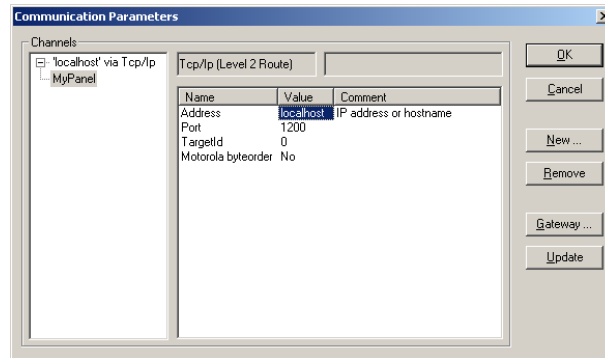 Communication Parameters
Channels
'localhost' via Tcp/Ip
MyPanel
Tcp/Ip (Level 2 Route)
Name Value Comment
Address localhost IP address or hostname
Port 1200
TargetId 0
Motorola byteorder No
OK
Cancel
New ...
Remove
Gateway ...
Update